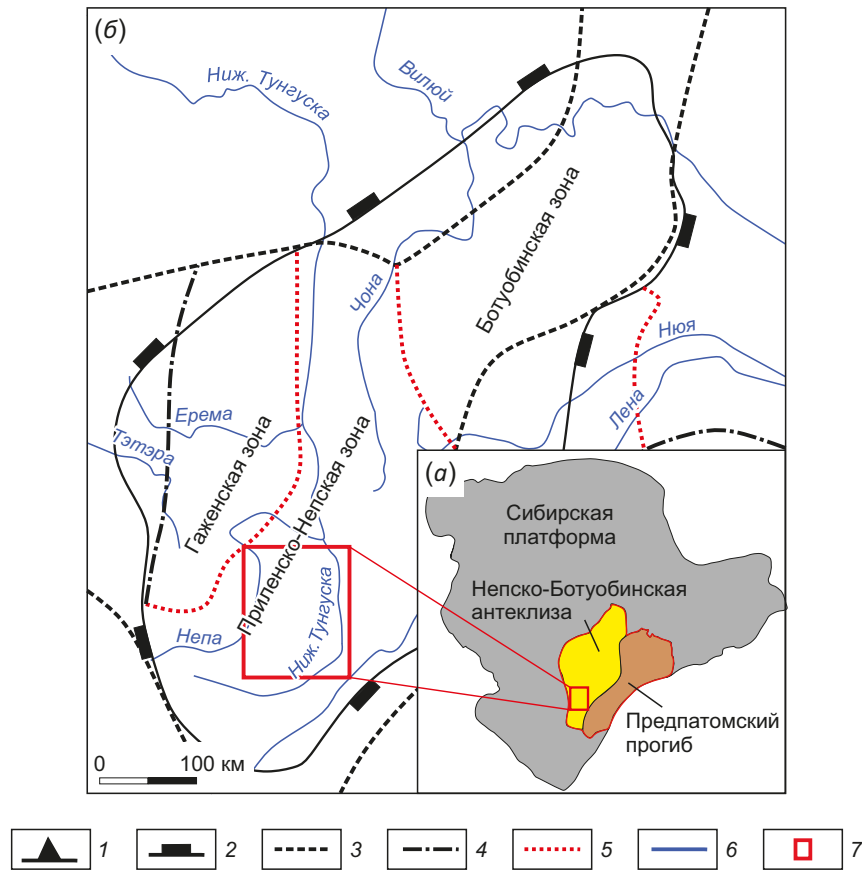 (б)
Ниж. Тунгуска
Вилюй
Ботуобинская зона
Чона
Нюя
Лена
Ерема
Тэтэра
Гаженская зона
Приленско-Непская зона
Непа
Ниж.Тунгуска
0 100 км
(а)
Сибирская
платформа
Непско-Ботуобинская
антеклиза
Предпатомский
прогиб
1 2 3 4 5 6 7